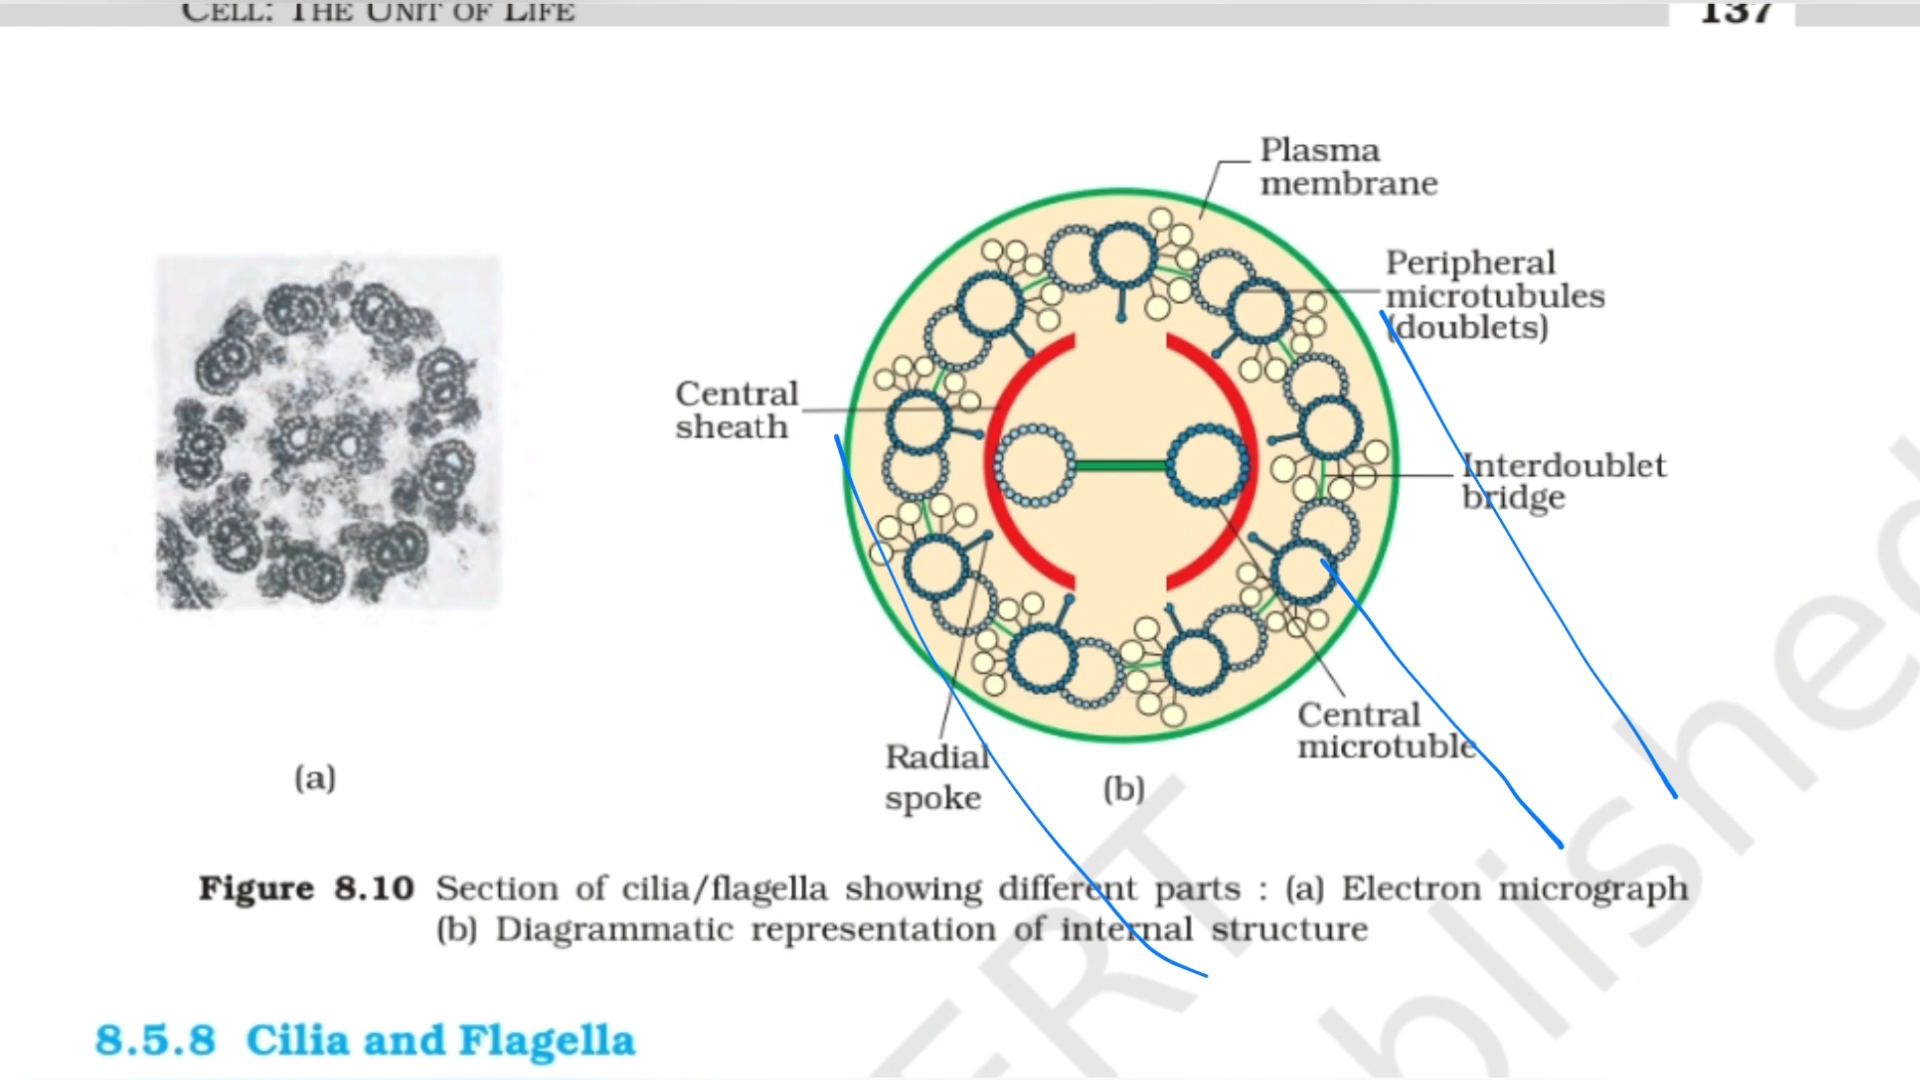 CELL: THE UNIT OF LIFE
137
Plasma
membrane
Peripheral
microtubules
(doublets)
Central
sheath
Interdoublet
bridge
Central
microtuble
Radial
spoke
(a)
(b)
Figure 8.10 Section of cilia/flagella showing different parts : (a) Electron micrograph
(b) Diagrammatic representation of internal structure
8.5.8 Cilia and Flagella